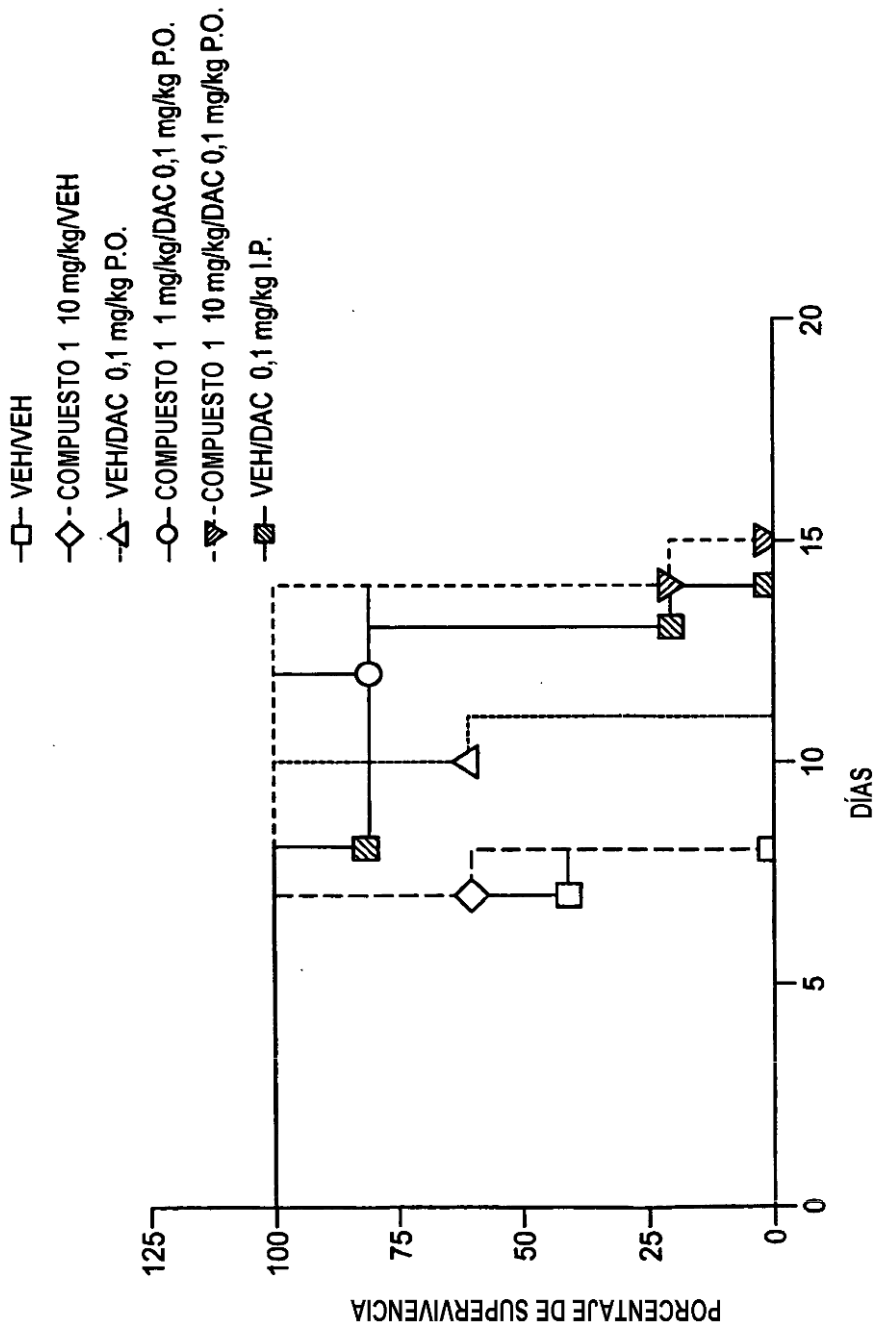 VEH/VEH
COMPUESTO 1 10 mg/kg/VEH
VEH/DAC 0,1 mg/kg P.O.
COMPUESTO 1 1 mg/kg/DAC 0,1 mg/kg P.O.
COMPUESTO 1 10 mg/kg/DAC 0,1 mg/kg P.O.
VEH/DAC 0,1 mg/kg I.P.
PORCENTAJE DE SUPERVIVENCIA
125
100
75
50
25
0
0 5 10 15 20
DÍAS